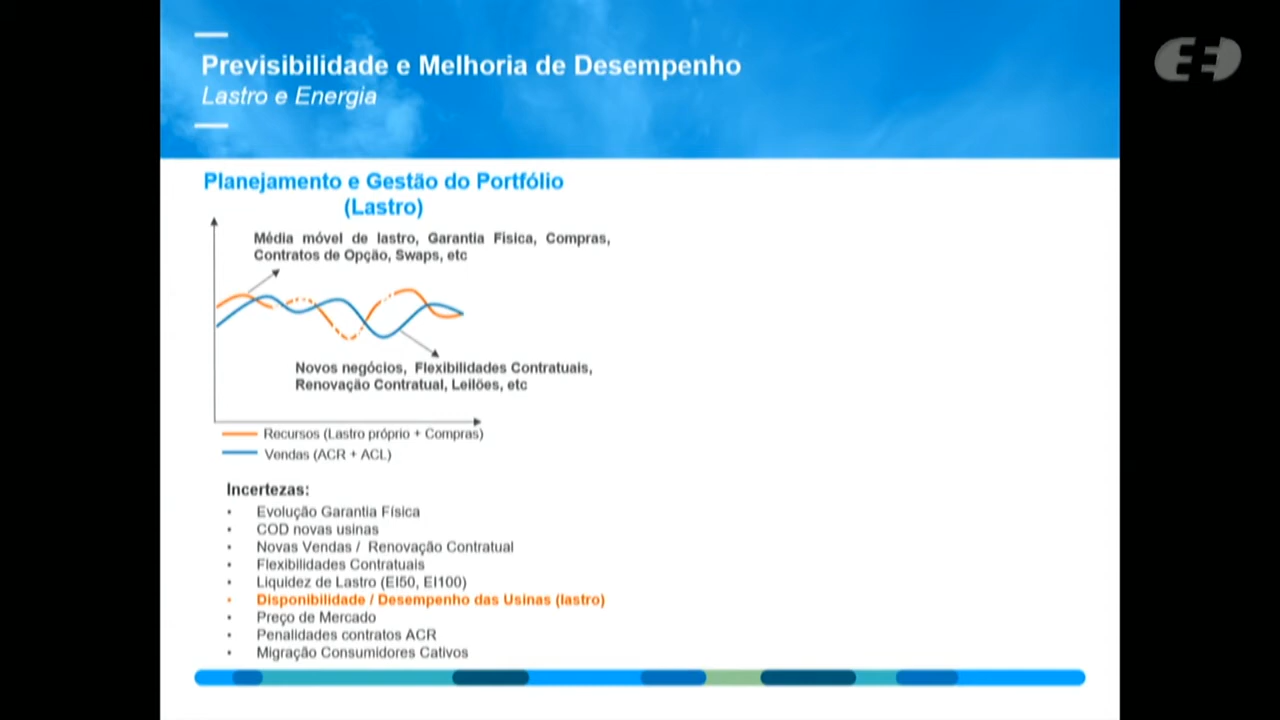 Previsibilidade e Melhoria de Desempenho
Lastro e Energia
Planejamento e Gestão do Portfólio
(Lastro)
Média móvel de lastro, Garantia Física, Compras,
Contratos de Opção, Swaps, etc
Novos negócios, Flexibilidades Contratuais,
Renovação Contratual, Leilões, etc
Recursos (Lastro próprio + Compras)
Vendas (ACR + ACL)
Incertezas:
• Evolução Garantia Física
• COD novas usinas
• Novas Vendas / Renovação Contratual
• Flexibilidades Contratuais
• Liquidez de Lastro (EI50, EI100)
• Disponibilidade / Desempenho das Usinas (lastro)
• Preço de Mercado
• Penalidades contratos ACR
• Migração Consumidores Cativos